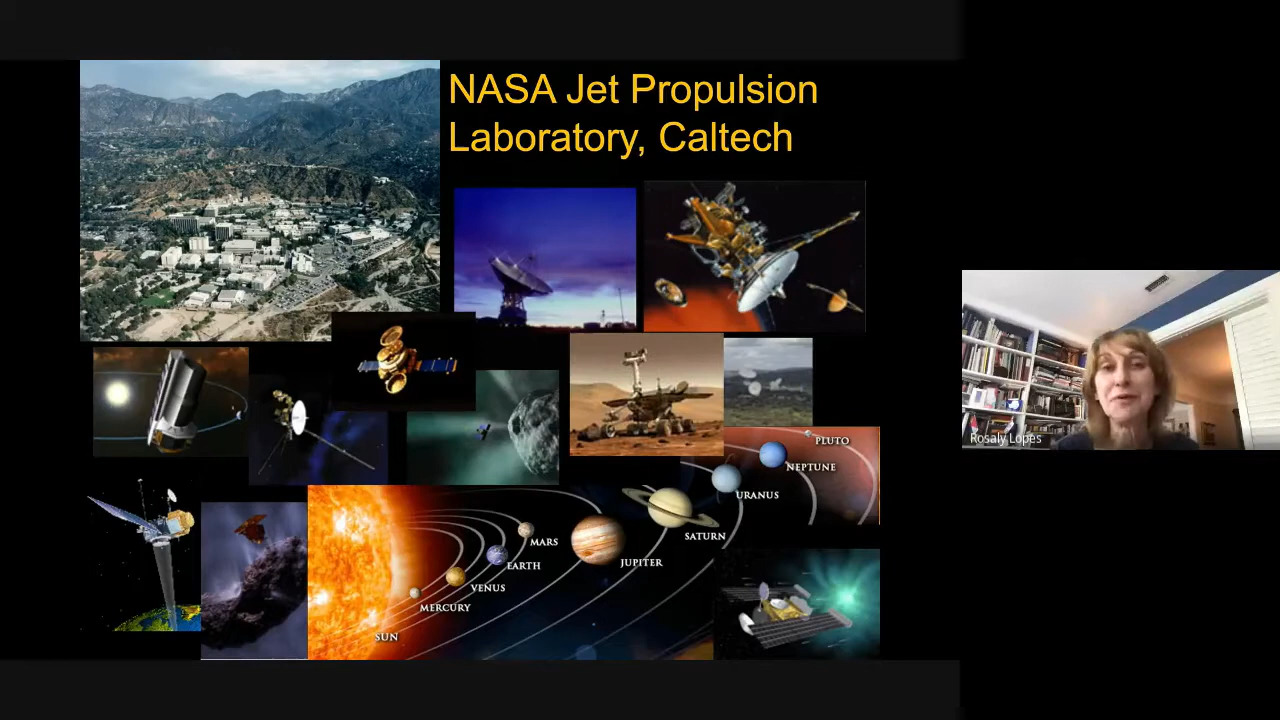 NASA Jet Propulsion
Laboratory, Caltech
PLUTO
NEPTUNE
URANUS
SATURN
MARS
JUPITER
EARTH
VENUS
MERCURY
SUN
Rosaly Lopes